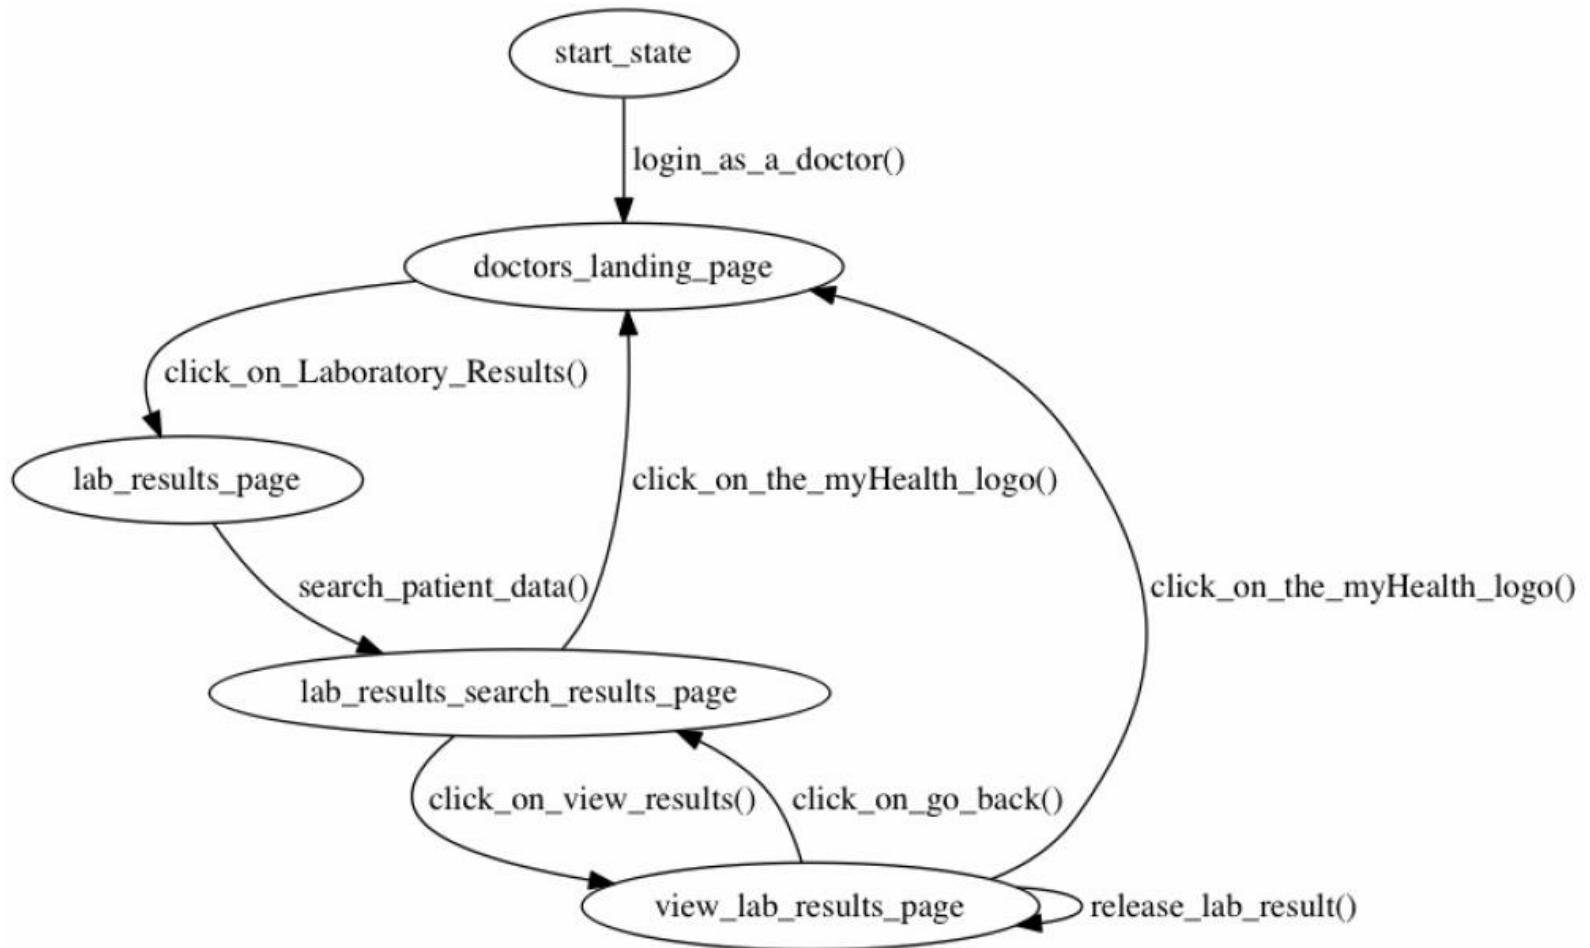 start_state
login_as_a_doctor()
doctors_landing_page
click_on_Laboratory_Results()
lab_results_page
click_on_the_myHealth_logo()
search_patient_data()
click_on_the_myHealth_logo()
lab_results_search_results_page
click_on_view_results()
click_on_go_back()
view_lab_results_page
release_lab_result()